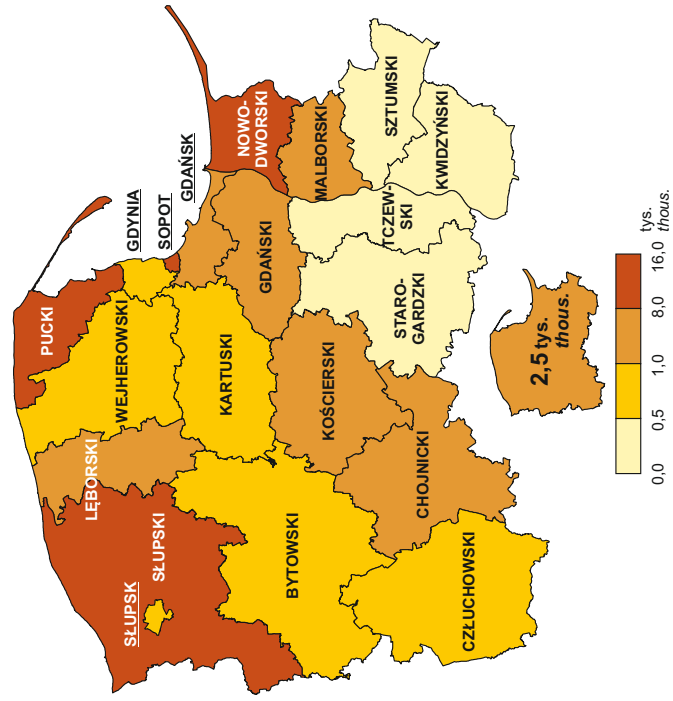 PUCKI
GDYNIA
SOPOT
GDAŃSK
NOWO-
DWORSKI
WEJHEROWSKI
LĘBORSKI
SŁUPSK
SŁUPSKI
KARTUSKI
GDAŃSKI
MALBORSKI
SZTUMSKI
KWIDZYŃSKI
TCZEW-
SKI
STARO-
GARDZKI
KOŚCIERSKI
BYTOWSKI
CHOJNICKI
CZŁUCHOWSKI
2,5 tys.
thous.
0,0
0,5
1,0
8,0
16,0
tys.
thous.